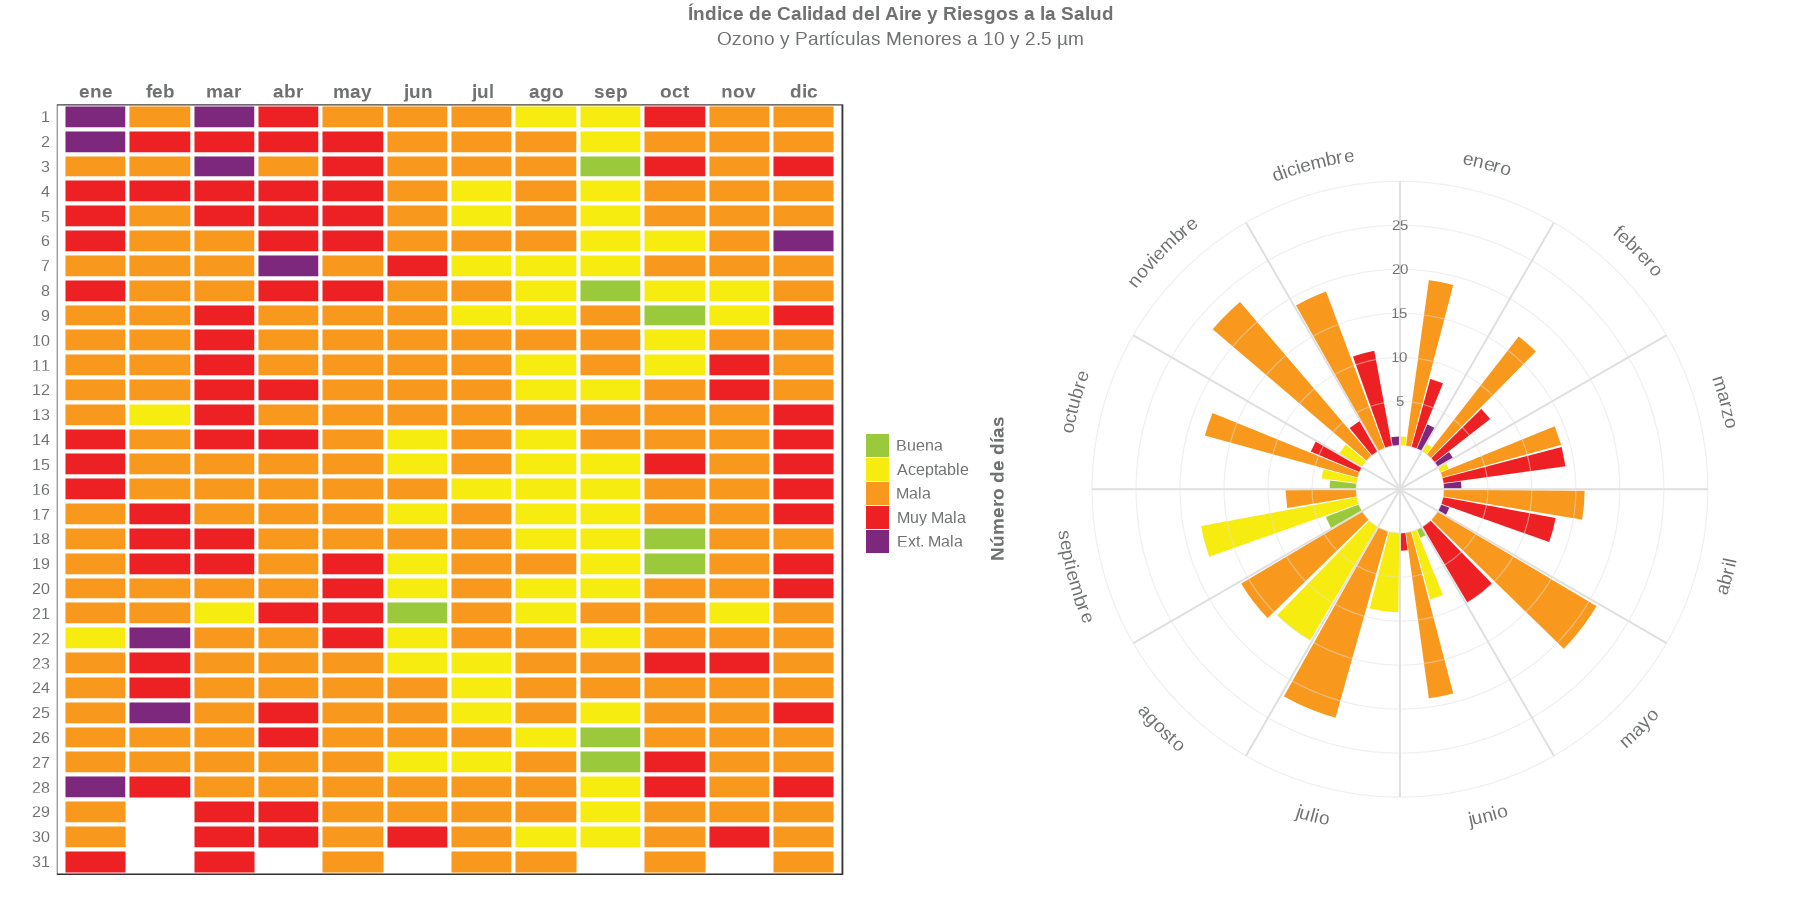 Índice de Calidad del Aire y Riesgos a la Salud
Ozono y Partículas Menores a 10 y 2.5 µm
ene feb mar abr may jun jul ago sep oct nov dic
1
2
3
4
5
6
7
8
9
10
11
12
13
14
15
16
17
18
19
20
21
22
23
24
25
26
27
28
29
30
31
Buena
Aceptable
Mala
Muy Mala
Ext. Mala
Número de días
25
20
15
10
5
enero
febrero
marzo
abril
mayo
junio
julio
agosto
septiembre
octubre
noviembre
diciembre